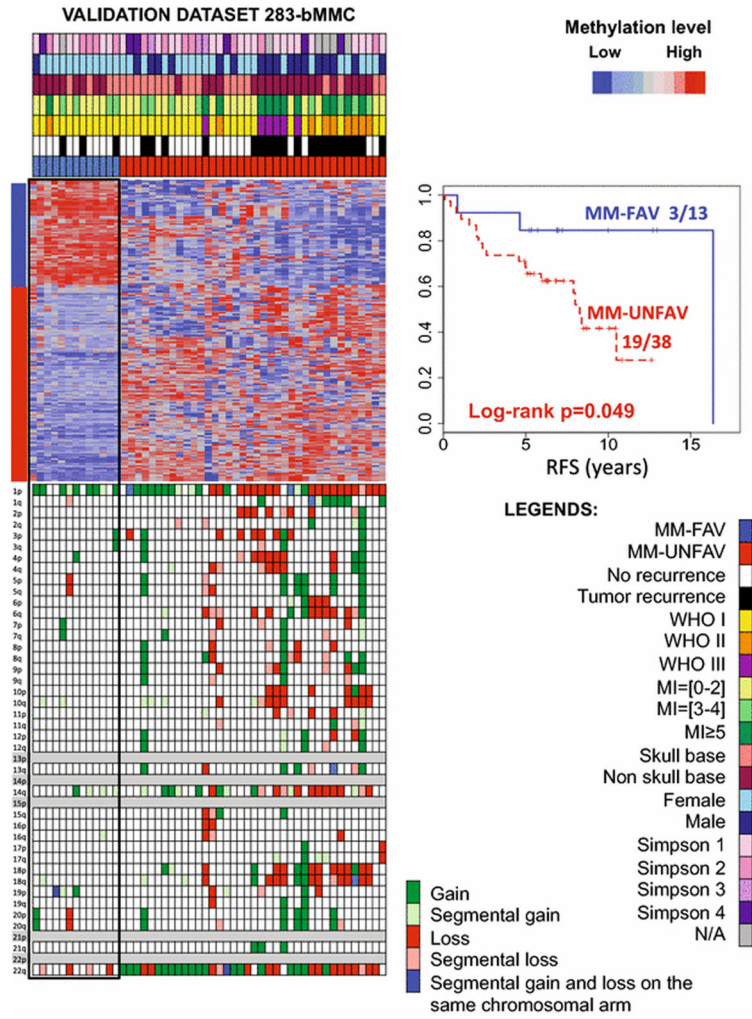 VALIDATION DATASET 283-bMMC
Methylation level
Low High
1.0
0.8
0.6
0.4
0.2
0.0
MM-FAV 3/13
MM-UNFAV
19/38
Log-rank p=0.049
0 5 10 15
RFS (years)
1p
1q
2p
2q
3p
3q
4p
4q
5p
5q
6p
6q
7p
7q
8p
8q
9p
9q
10p
10q
11p
11q
12p
12q
13p
13q
14p
14q
15p
15q
16p
16q
17p
17q
18p
18q
19p
19q
20p
20q
21p
21q
22p
22q
LEGENDS:
MM-FAV
MM-UNFAV
No recurrence
Tumor recurrence
WHO I
WHO II
WHO III
MI=[0-2]
MI=[3-4]
MI≥5
Skull base
Non skull base
Female
Male
Simpson 1
Simpson 2
Simpson 3
Simpson 4
N/A
Gain
Segmental gain
Loss
Segmental loss
Segmental gain and loss on the
same chromosomal arm